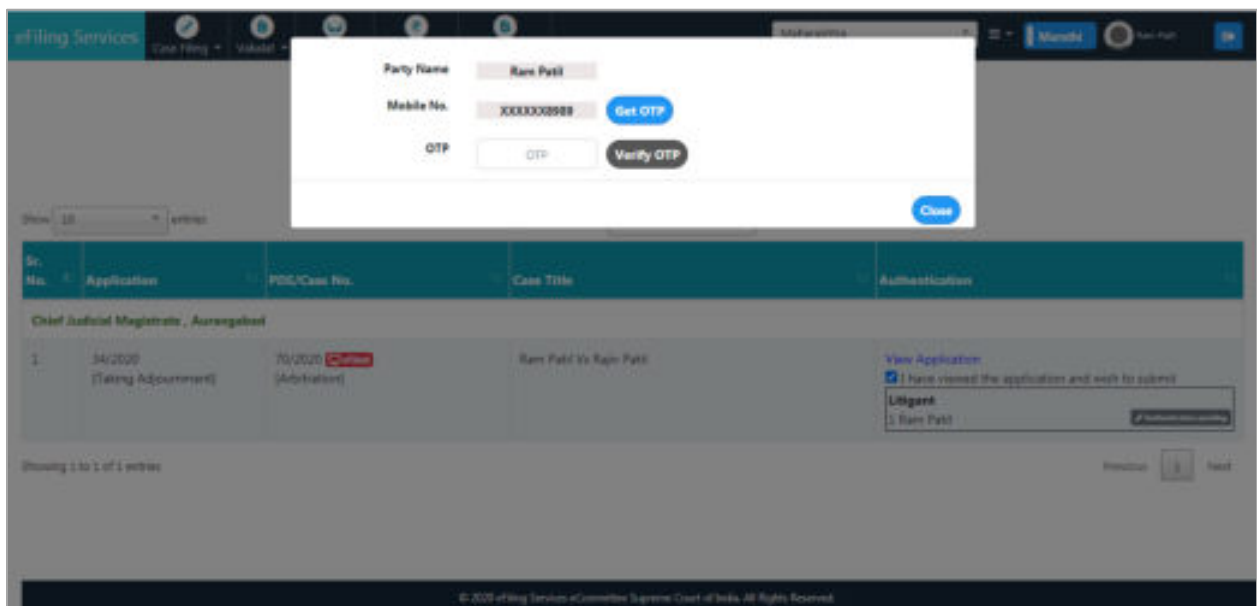 eFiling Services
Case Filing
Vakalat
Maharashtra
Marathi
Ram Patil
Party Name
Ram Patil
Mobile No.
XXXXXX8989
Get OTP
OTP
OTP
Verify OTP
Close
Show 10 entries
Sr. No.
Application
PDE/Case No.
Case Title
Authentication
Chief Judicial Magistrate , Aurangabad
1
34/2020
(Taking Adjournment)
70/2020
(Arbitration)
Ram Patil Vs Rajiv Patil
View Application
I have viewed the application and wish to submit
Litigant
1 Ram Patil
Showing 1 to 1 of 1 entries
Previous
1
Next
© 2020 eFiling Services eCommittee Supreme Court of India. All Rights Reserved